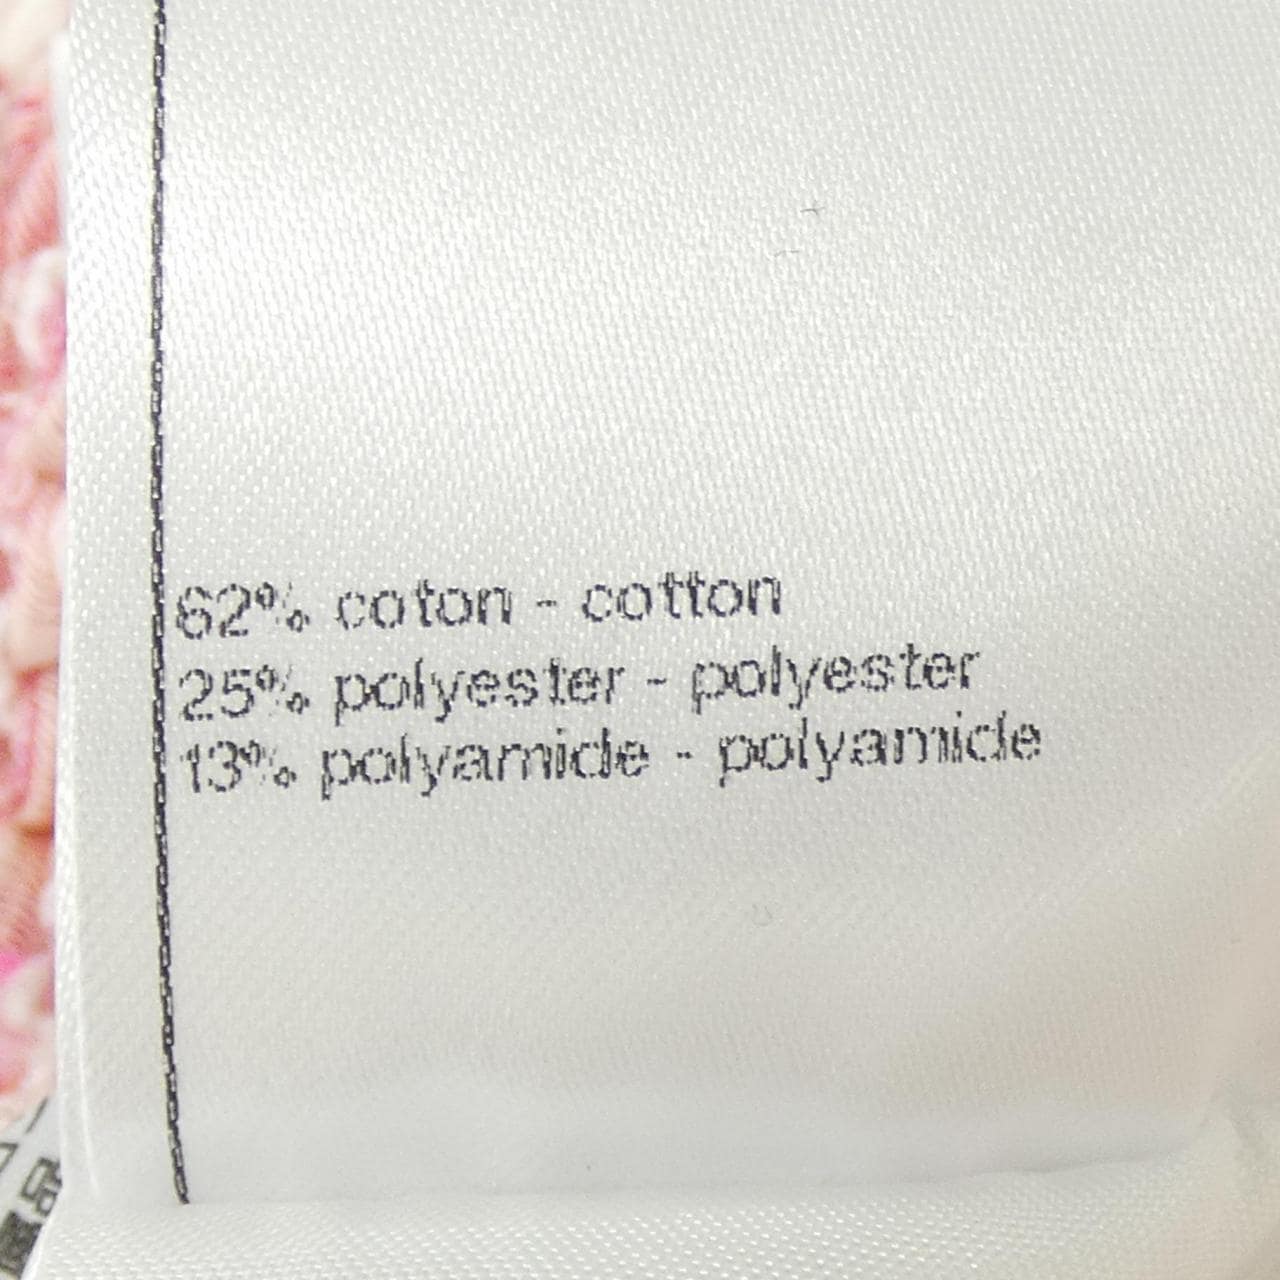 62% coton - cotton
25% polyester - polyester
13% polyamide - polyamide